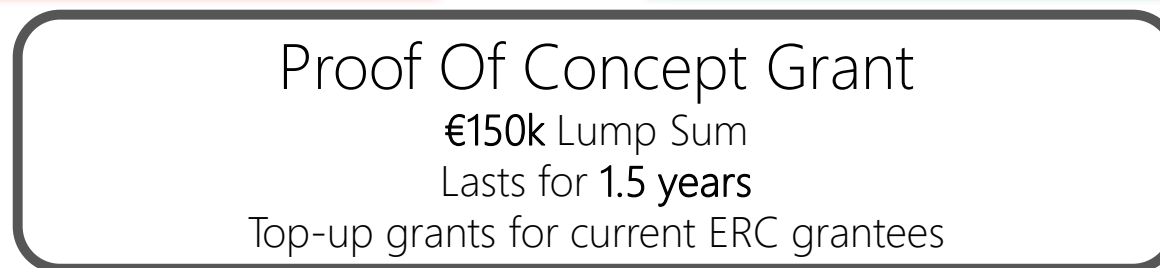 Proof Of Concept Grant
€150k Lump Sum
Lasts for 1.5 years
Top-up grants for current ERC grantees